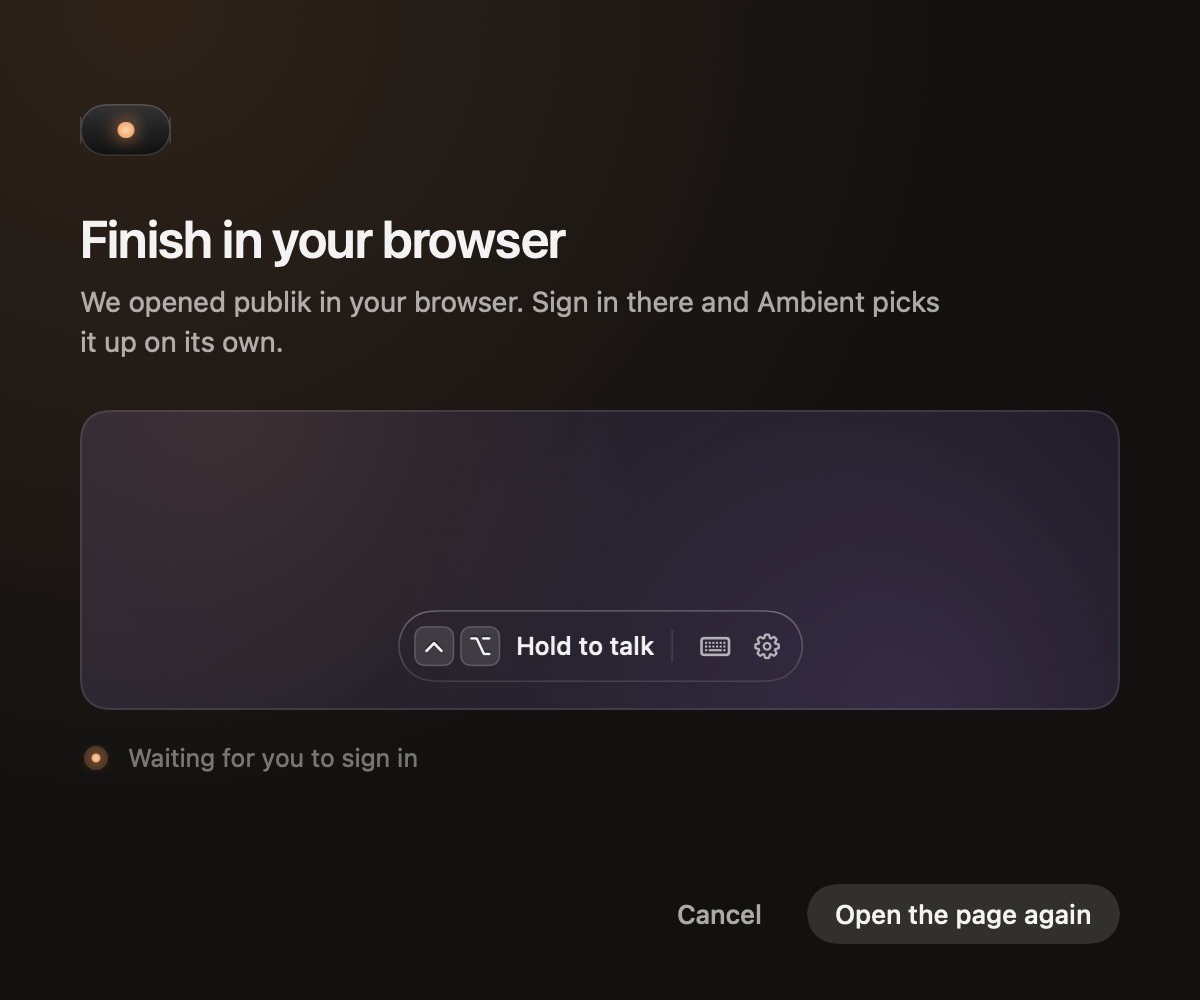 Finish in your browser
We opened publik in your browser. Sign in there and Ambient picks
it up on its own.
Hold to talk
Waiting for you to sign in
Cancel
Open the page again